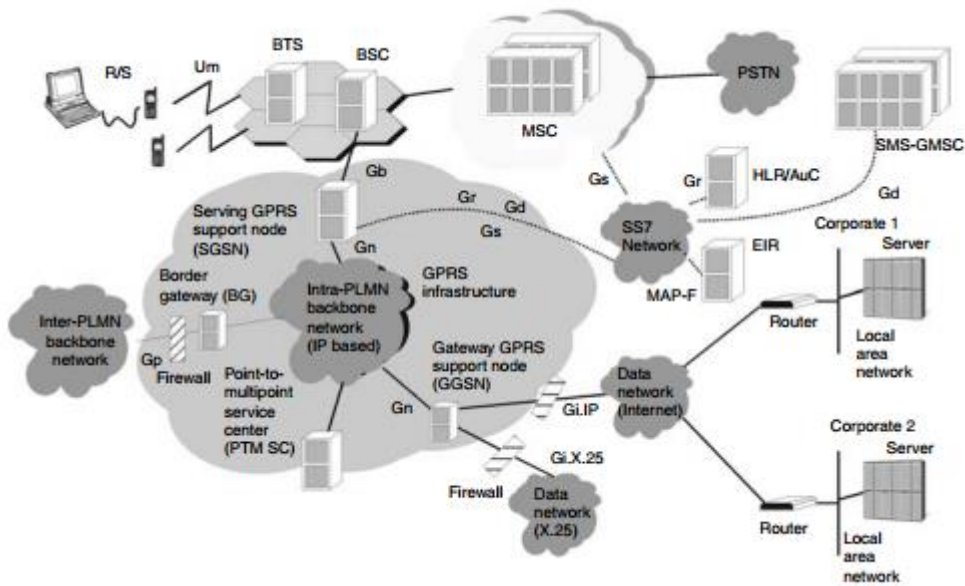 R/S
Um
BTS
BSC
MSC
PSTN
SMS-GMSC
Gb
Gs
Gr
HLR/AuC
Gd
Serving GPRS
support node
(SGSN)
Gr
Gd
Gs
Gn
SS7
Network
EIR
MAP-F
Corporate 1
Server
Router
Local
area
network
Border
gateway (BG)
Intra-PLMN
backbone
network
(IP based)
GPRS
infrastructure
Inter-PLMN
backbone
network
Gp
Firewall
Point-to-
multipoint
service
center
(PTM SC)
Gateway GPRS
support node
(GGSN)
Gn
Gi.IP
Data
network
(Internet)
Gi.X.25
Firewall
Data
network
(X.25)
Corporate 2
Server
Router
Local
area
network